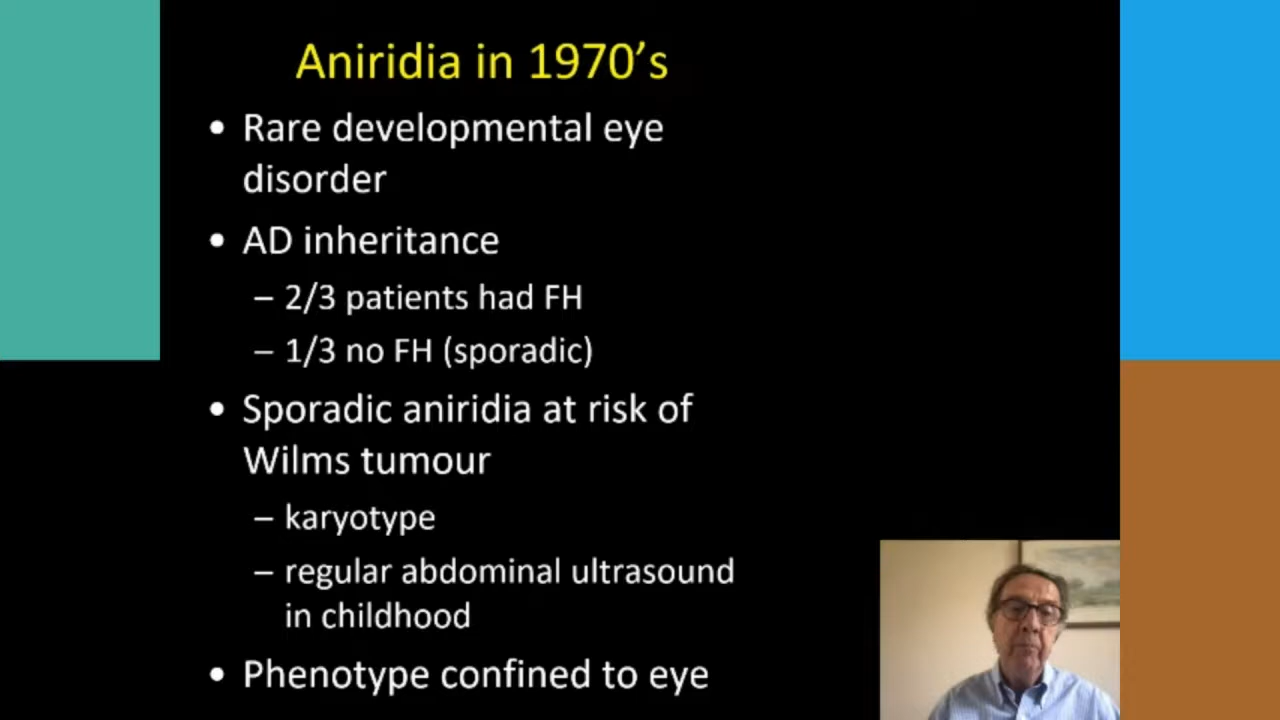 Aniridia in 1970’s
• Rare developmental eye
disorder
• AD inheritance
– 2/3 patients had FH
– 1/3 no FH (sporadic)
• Sporadic aniridia at risk of
Wilms tumour
– karyotype
– regular abdominal ultrasound
in childhood
• Phenotype confined to eye